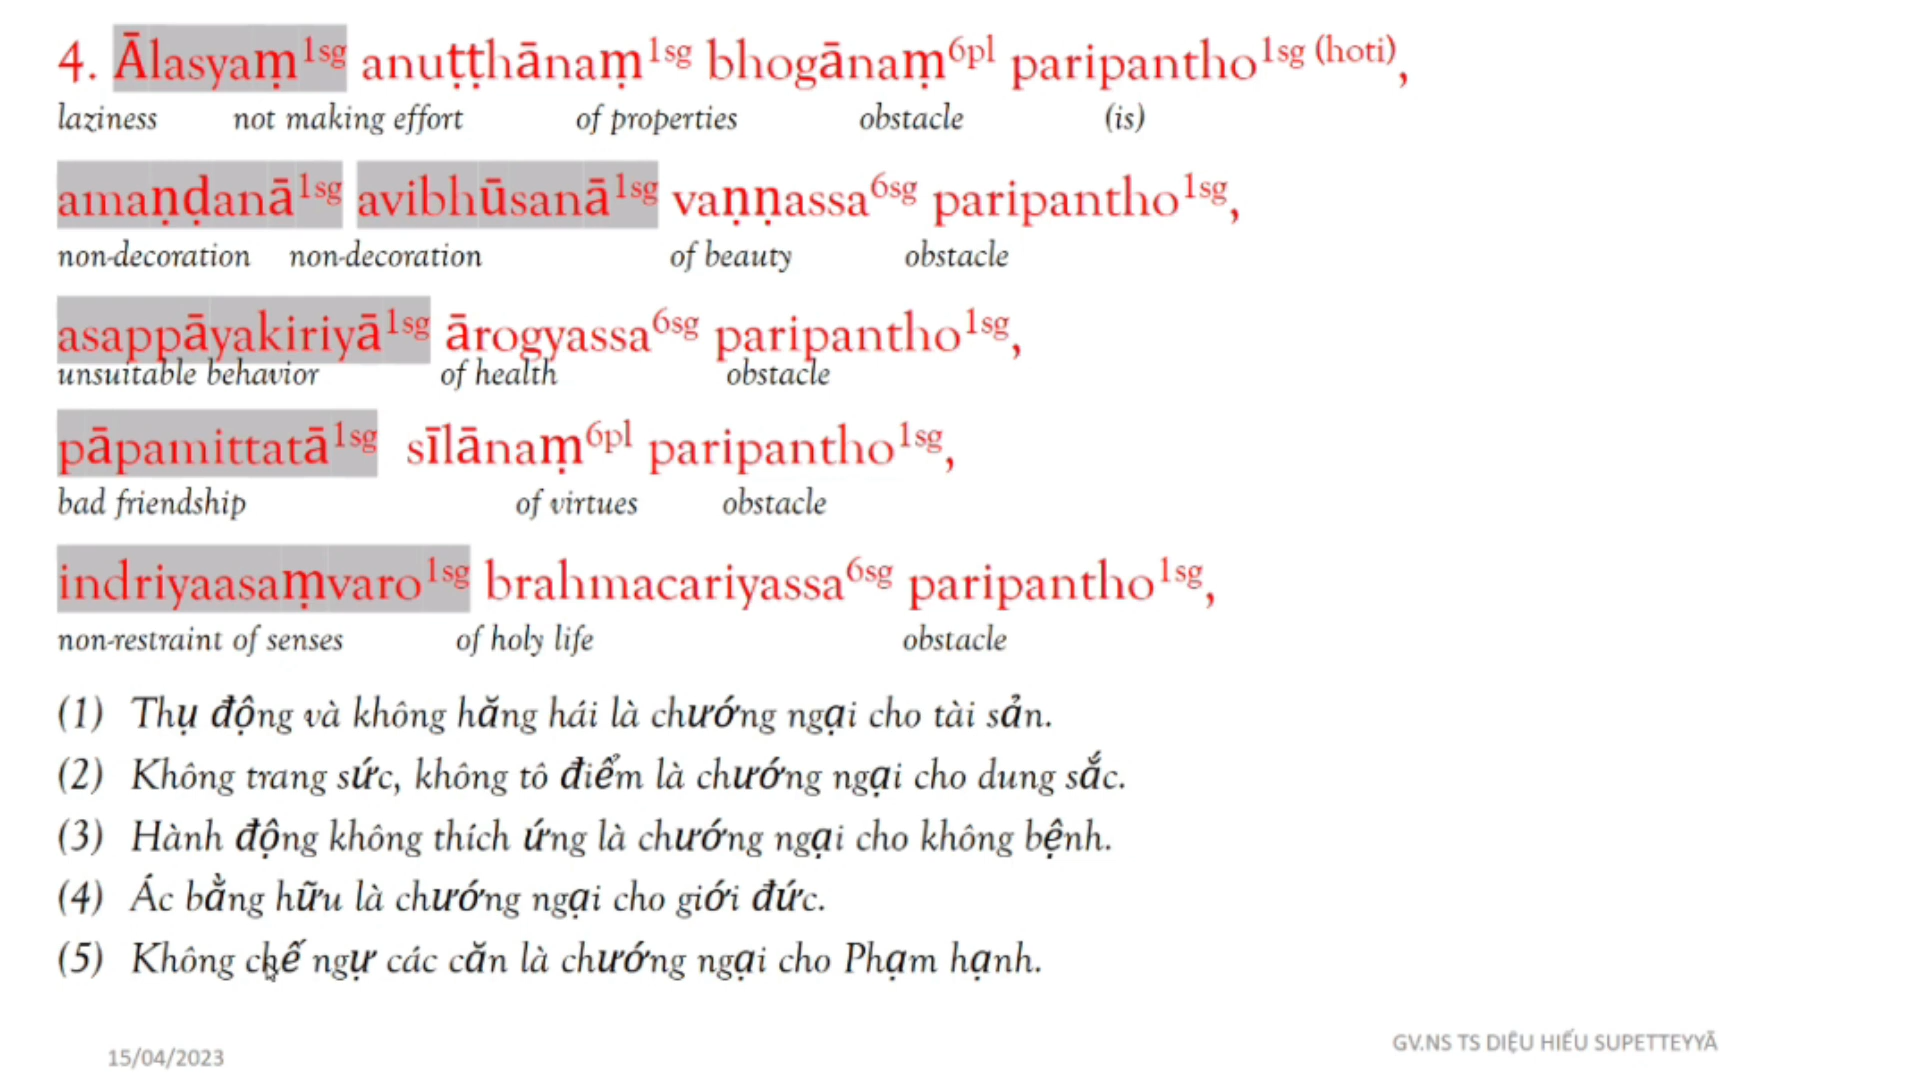 4. Ālasyaṃ1sg anuṭṭhānaṃ1sg bhogānaṃ6pl paripantho1sg (hoti),
laziness not making effort of properties obstacle (is)
amaṇḍanā1sg avibhūsanā1sg vaṇṇassa6sg paripantho1sg,
non-decoration non-decoration of beauty obstacle
asappāyakiriyā1sg ārogyassa6sg paripantho1sg,
unsuitable behavior of health obstacle
pāpamittatā1sg sīlānaṃ6pl paripantho1sg,
bad friendship of virtues obstacle
indriyaasaṃvaro1sg brahmacariyassa6sg paripantho1sg,
non-restraint of senses of holy life obstacle
(1) Thụ động và không hăng hái là chướng ngại cho tài sản.
(2) Không trang sức, không tô điểm là chướng ngại cho dung sắc.
(3) Hành động không thích ứng là chướng ngại cho không bệnh.
(4) Ác bằng hữu là chướng ngại cho giới đức.
(5) Không chế ngự các căn là chướng ngại cho Phạm hạnh.
15/04/2023
GV.NS TS DIỆU HIẾU SUPETTEYYĀ